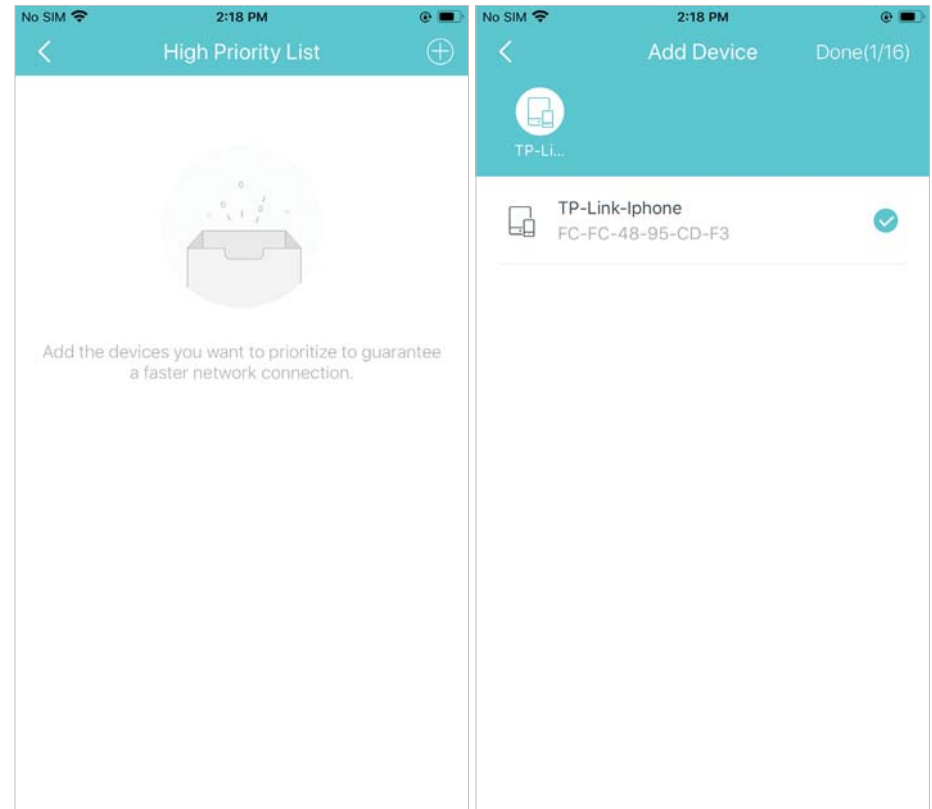 No SIM 2:18 PM
High Priority List
Add the devices you want to prioritize to guarantee
a faster network connection.
No SIM 2:18 PM
Add Device Done(1/16)
TP-Li...
TP-Link-Iphone
FC-FC-48-95-CD-F3